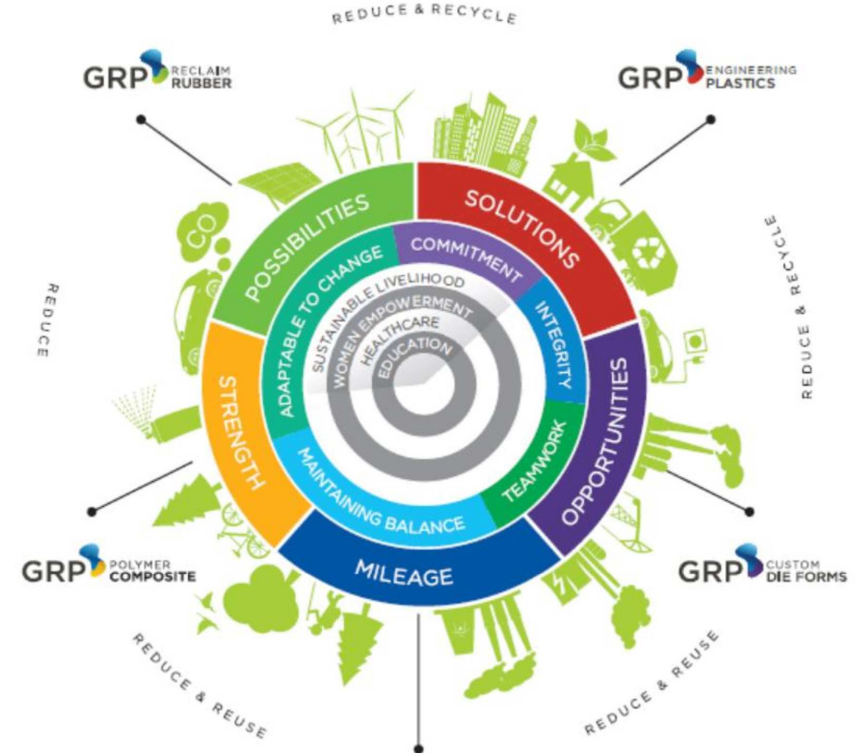 REDUCE & RECYCLE
GRP RECLAIM RUBBER
GRP ENGINEERING PLASTICS
POSSIBILITIES
SOLUTIONS
CO
ADAPTABLE TO CHANGE
COMMITMENT
SUSTAINABLE LIVELIHOOD
WOMEN EMPOWERMENT
HEALTHCARE
EDUCATION
INTEGRITY
REDUCE
REDUCE & RECYCLE
STRENGTH
OPPORTUNITIES
TEAMWORK
MAINTAINING BALANCE
MILEAGE
GRP POLYMER COMPOSITE
GRP CUSTOM DIE FORMS
REDUCE & REUSE
REDUCE & REUSE